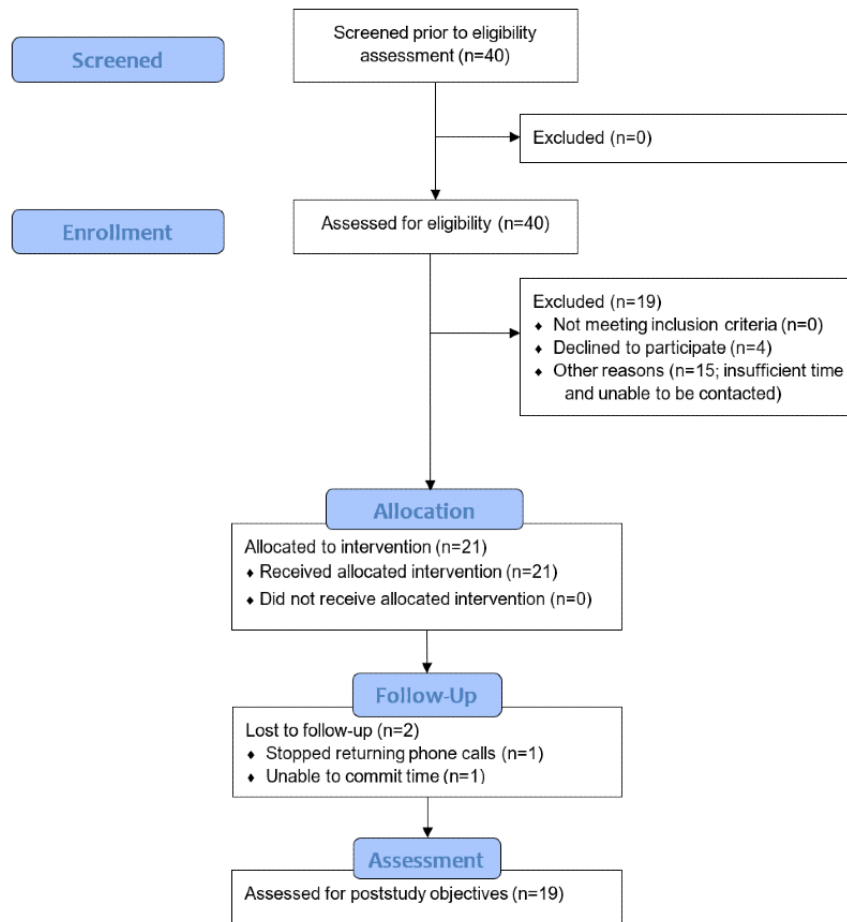 Screened
Screened prior to eligibility
assessment (n=40)
Excluded (n=0)
Enrollment
Assessed for eligibility (n=40)
Excluded (n=19)
♦ Not meeting inclusion criteria (n=0)
♦ Declined to participate (n=4)
♦ Other reasons (n=15; insufficient time
and unable to be contacted)
Allocation
Allocated to intervention (n=21)
♦ Received allocated intervention (n=21)
♦ Did not receive allocated intervention (n=0)
Follow-Up
Lost to follow-up (n=2)
♦ Stopped returning phone calls (n=1)
♦ Unable to commit time (n=1)
Assessment
Assessed for poststudy objectives (n=19)